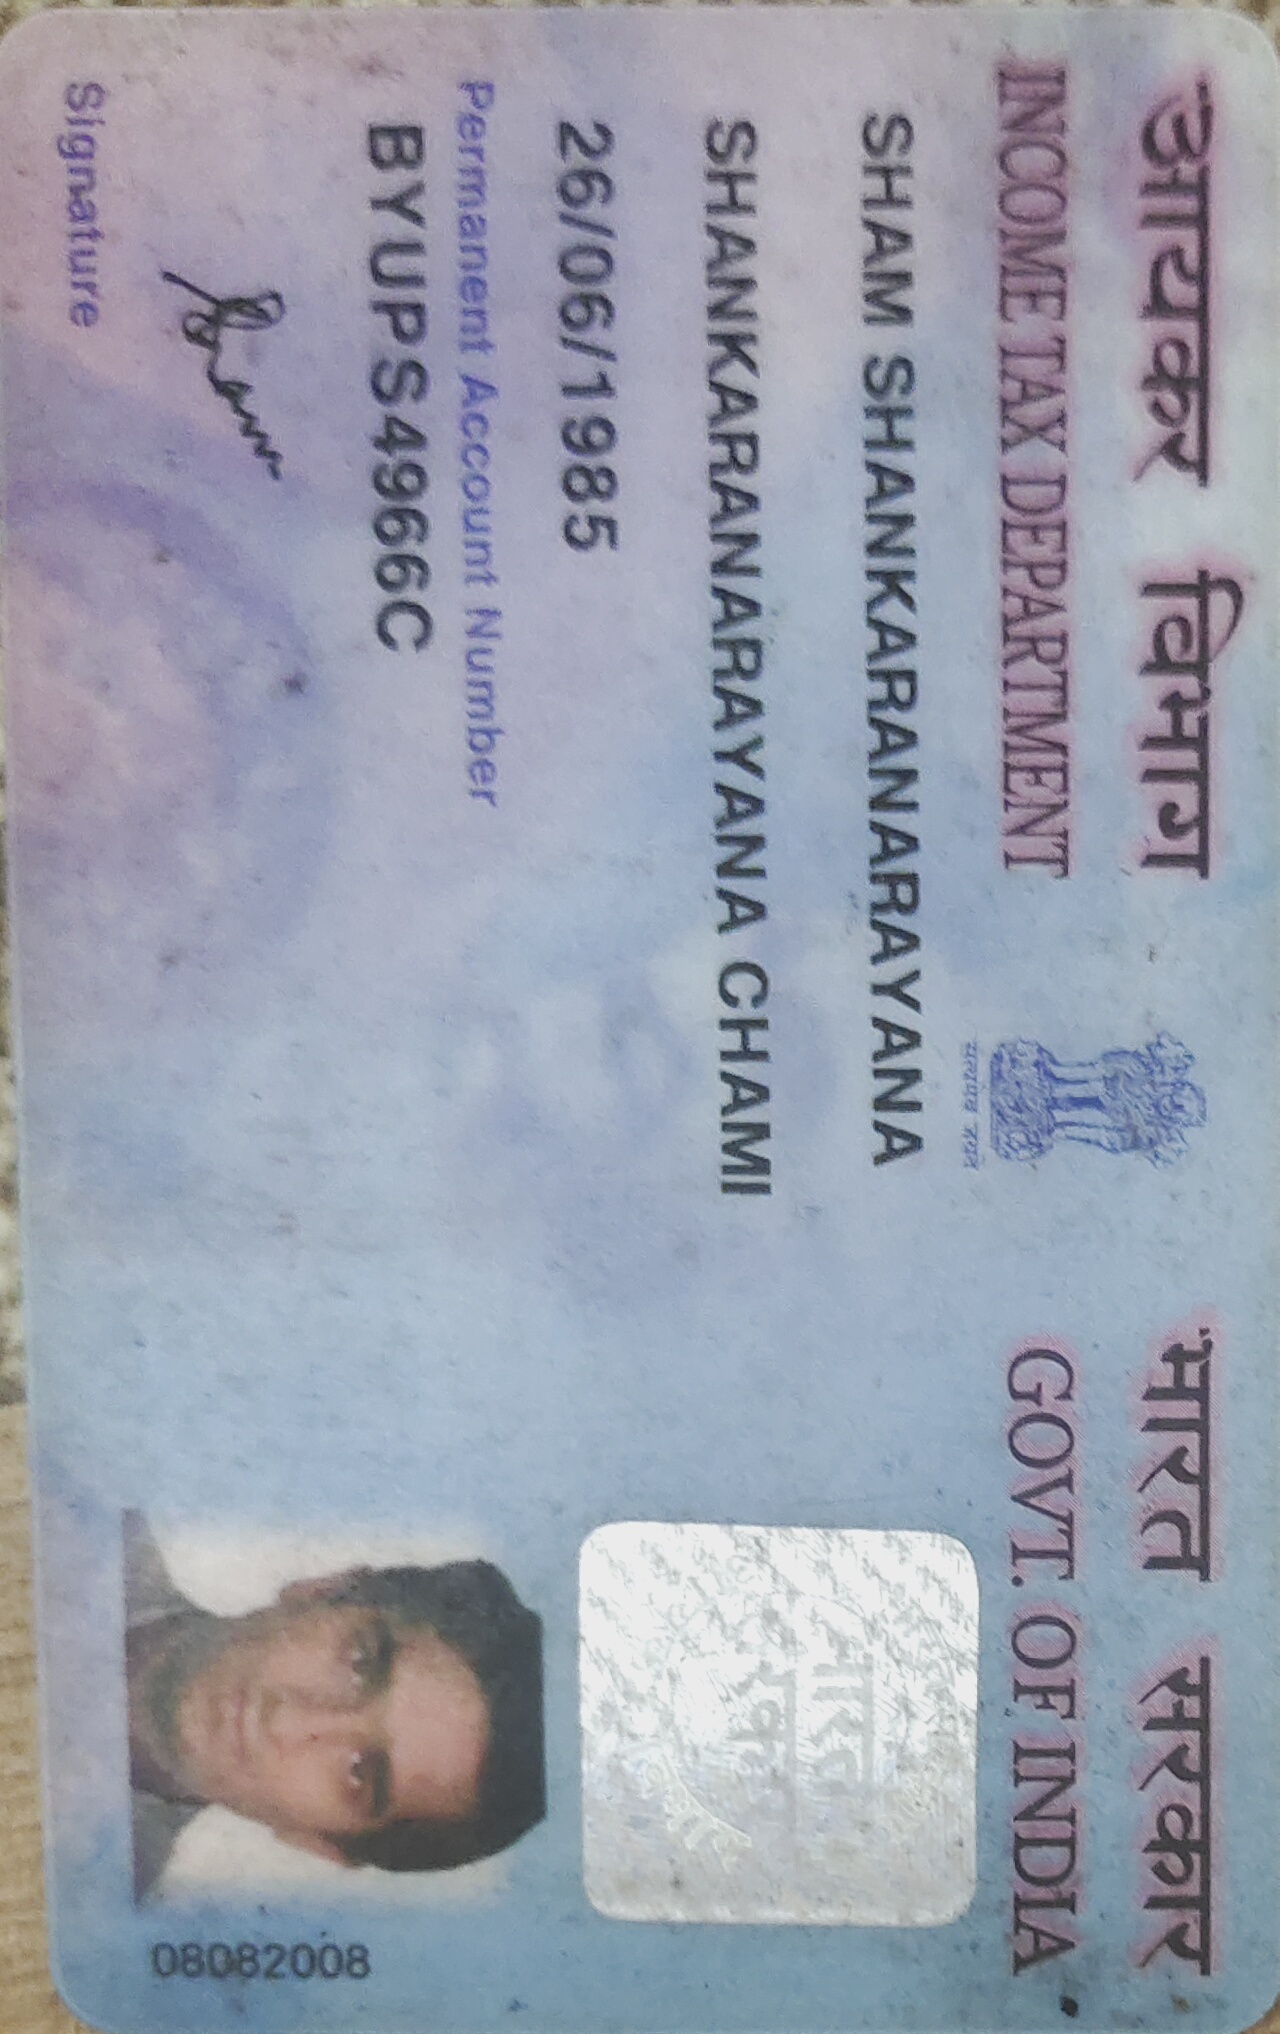 आयकर विभाग
INCOME TAX DEPARTMENT
सत्यमेव जयते
भारत सरकार
GOVT. OF INDIA
SHAM SHANKARANARAYANA
SHANKARANARAYANA CHAMI
26/06/1985
Permanent Account Number
BYUPS4966C
Signature
08082008